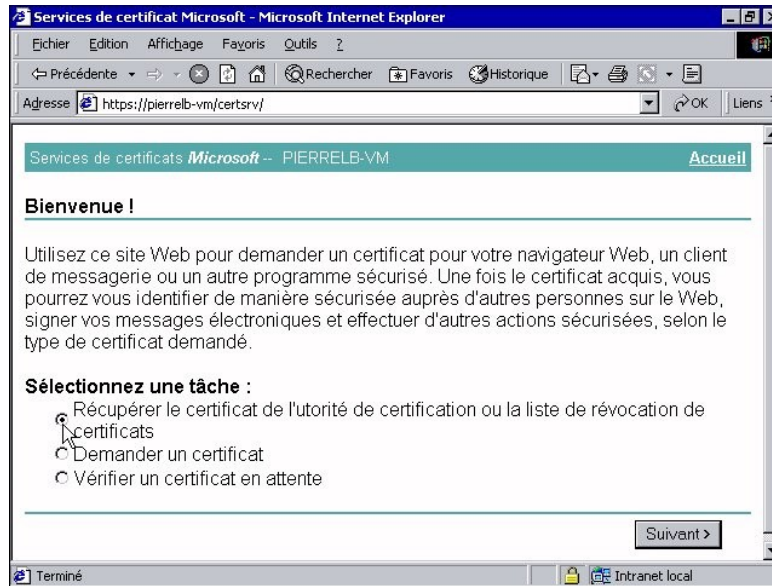 Services de certificat Microsoft - Microsoft Internet Explorer
Fichier Edition Affichage Favoris Outils ?
Précédente Rechercher Favoris Historique
Adresse https://pierrelb-vm/certsrv/ OK Liens
Services de certificats Microsoft -- PIERRELB-VM Accueil
Bienvenue !
Utilisez ce site Web pour demander un certificat pour votre navigateur Web, un client
de messagerie ou un autre programme sécurisé. Une fois le certificat acquis, vous
pourrez vous identifier de manière sécurisée auprès d'autres personnes sur le Web,
signer vos messages électroniques et effectuer d'autres actions sécurisées, selon le
type de certificat demandé.
Sélectionnez une tâche :
Récupérer le certificat de l'utorité de certification ou la liste de révocation de
certificats
Demander un certificat
Vérifier un certificat en attente
Suivant >
Terminé Intranet local